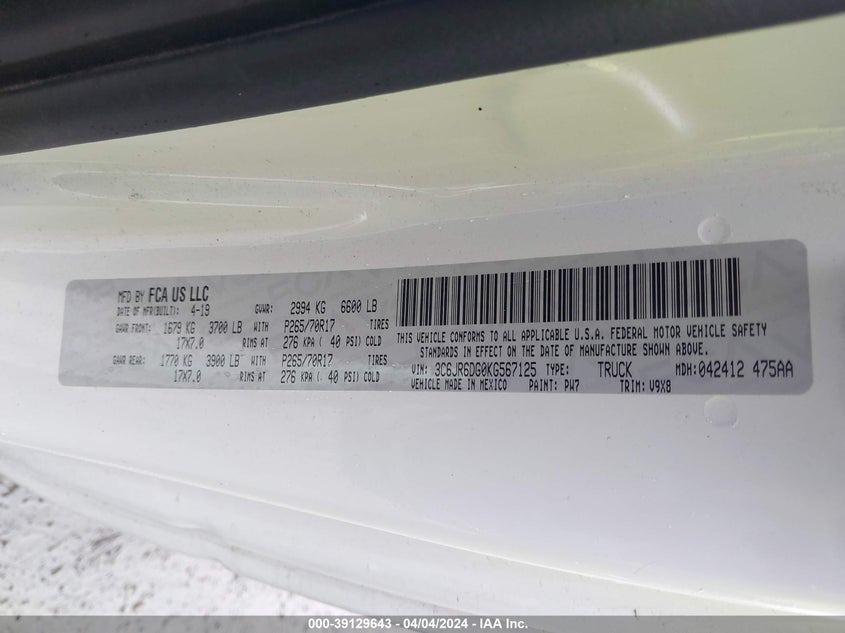 MFD BY FCA US LLC
DATE OF MFR(BUILT): 4-19 GVWR: 2994 KG 6600 LB
GAWR FRONT: 1679 KG 3700 LB WITH P265/70R17 TIRES
17X7.0 RIMS AT 276 KPA ( 40 PSI) COLD
GAWR REAR: 1770 KG 3900 LB WITH P265/70R17 TIRES
17X7.0 RIMS AT 276 KPA ( 40 PSI) COLD
THIS VEHICLE CONFORMS TO ALL APPLICABLE U.S.A. FEDERAL MOTOR VEHICLE SAFETY
STANDARDS IN EFFECT ON THE DATE OF MANUFACTURE SHOWN ABOVE.
VIN: 3C6JR6DG0KG567125 TYPE: TRUCK MDH: 042412 475AA
VEHICLE MADE IN MEXICO PAINT: PW7 TRIM: V9X8
000-39129643 - 04/04/2024 - IAA Inc.